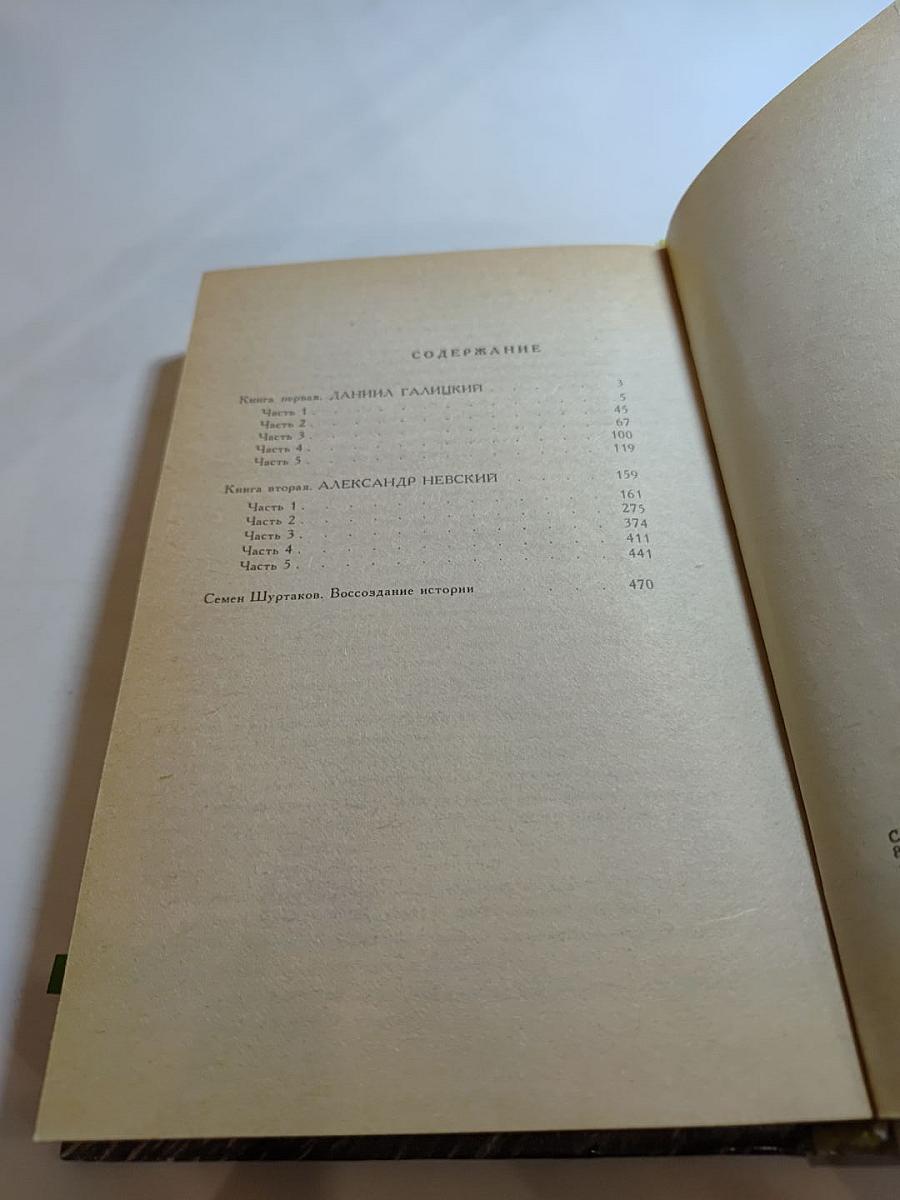 СОДЕРЖАНИЕ
Книга первая. ДАНИИЛ ГАЛИЦКИЙ . . . . . . 3
Часть 1 . . . . . . . . . . 5
Часть 2 . . . . . . . . . . 45
Часть 3 . . . . . . . . . . 67
Часть 4 . . . . . . . . . . 100
Часть 5 . . . . . . . . . . 119
Книга вторая. АЛЕКСАНДР НЕВСКИЙ . . . . . 159
Часть 1 . . . . . . . . . . 161
Часть 2 . . . . . . . . . . 275
Часть 3 . . . . . . . . . . 374
Часть 4 . . . . . . . . . . 411
Часть 5 . . . . . . . . . . 441
Семен Шуртаков. Воссоздание истории . . . . 470